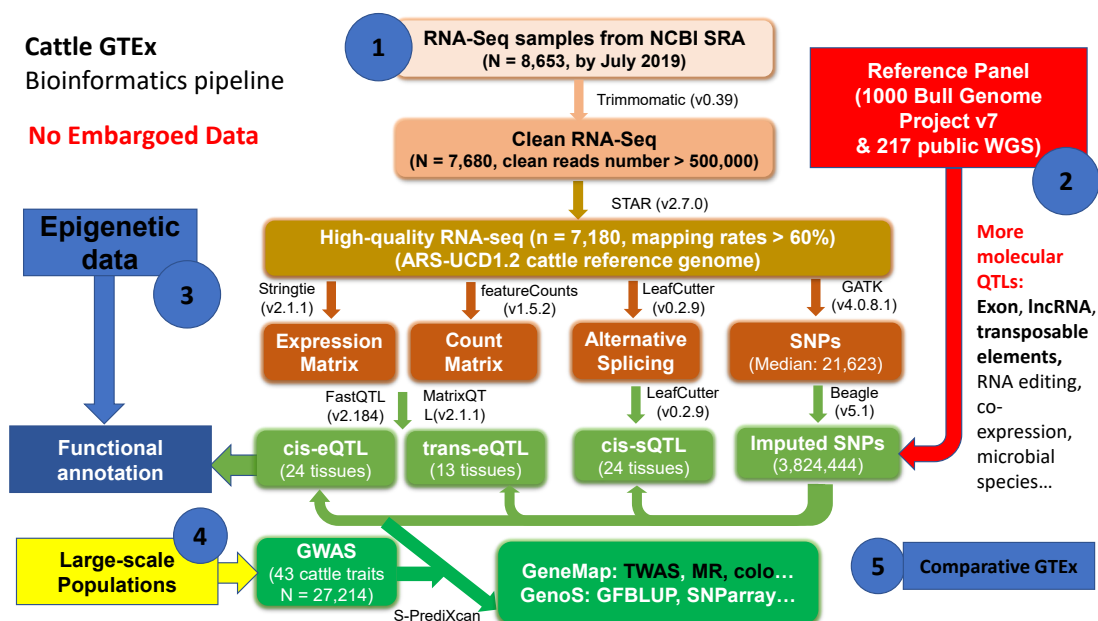 Cattle GTEx
Bioinformatics pipeline
No Embargoed Data
1
RNA-Seq samples from NCBI SRA
(N = 8,653, by July 2019)
Trimmomatic (v0.39)
Clean RNA-Seq
(N = 7,680, clean reads number > 500,000)
STAR (v2.7.0)
High-quality RNA-seq (n = 7,180, mapping rates > 60%)
(ARS-UCD1.2 cattle reference genome)
Reference Panel
(1000 Bull Genome
Project v7
& 217 public WGS)
2
More
molecular
QTLs:
Exon, lncRNA,
transposable
elements,
RNA editing,
co-
expression,
microbial
species…
Epigenetic
data
3
Stringtie
(v2.1.1)
featureCounts
(v1.5.2)
LeafCutter
(v0.2.9)
GATK
(v4.0.8.1)
Expression
Matrix
Count
Matrix
Alternative
Splicing
SNPs
(Median: 21,623)
FastQTL
(v2.184)
MatrixQT
L(v2.1.1)
LeafCutter
(v0.2.9)
Beagle
(v5.1)
Functional
annotation
cis-eQTL
(24 tissues)
trans-eQTL
(13 tissues)
cis-sQTL
(24 tissues)
Imputed SNPs
(3,824,444)
4
Large-scale
Populations
GWAS
(43 cattle traits
N = 27,214)
S-PrediXcan
GeneMap: TWAS, MR, colo…
GenoS: GFBLUP, SNParray…
5
Comparative GTEx